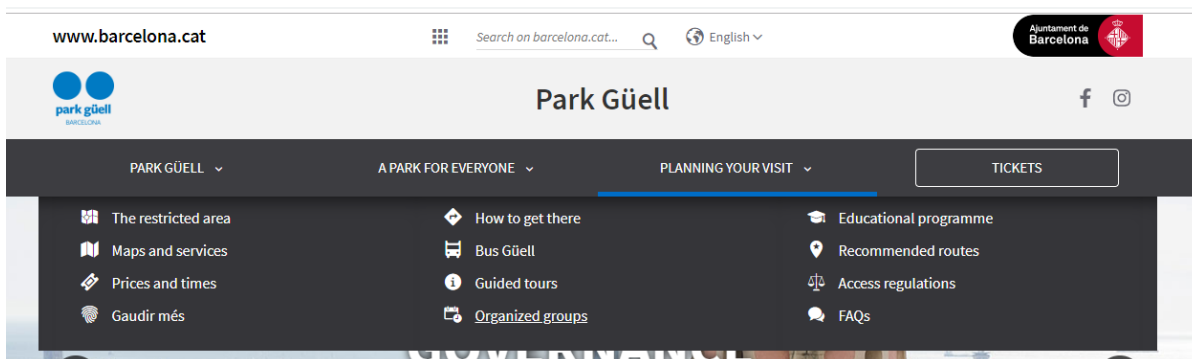 www.barcelona.cat
Search on barcelona.cat...
English
Ajuntament de
Barcelona
park güell
BARCELONA
Park Güell
PARK GÜELL
A PARK FOR EVERYONE
PLANNING YOUR VISIT
TICKETS
The restricted area
How to get there
Educational programme
Maps and services
Bus Güell
Recommended routes
Prices and times
Guided tours
Access regulations
Gaudir més
Organized groups
FAQs
GOVERNANCE